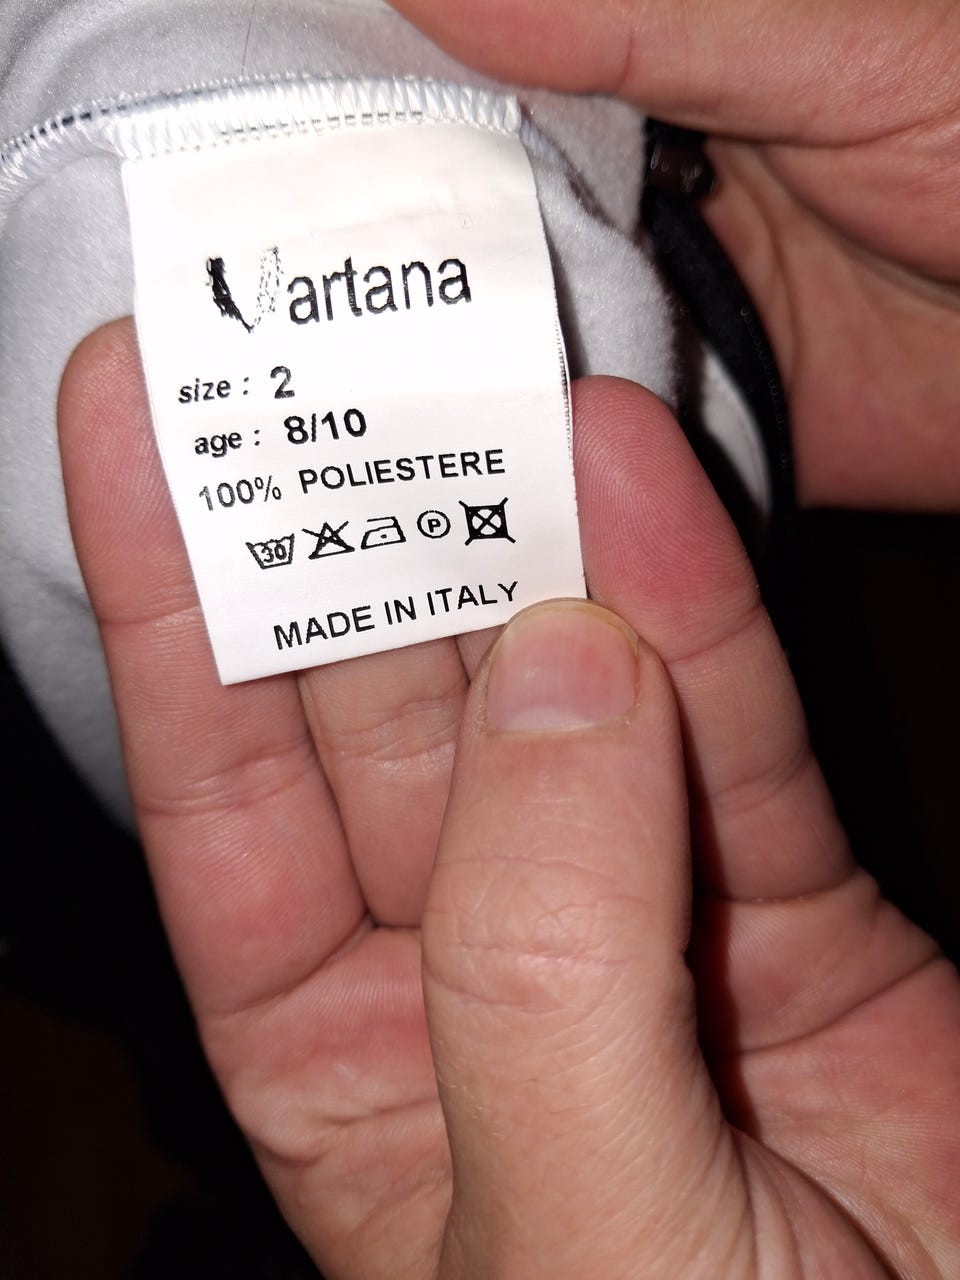 Vartana
size : 2
age : 8/10
100% POLIESTERE
30 P
MADE IN ITALY